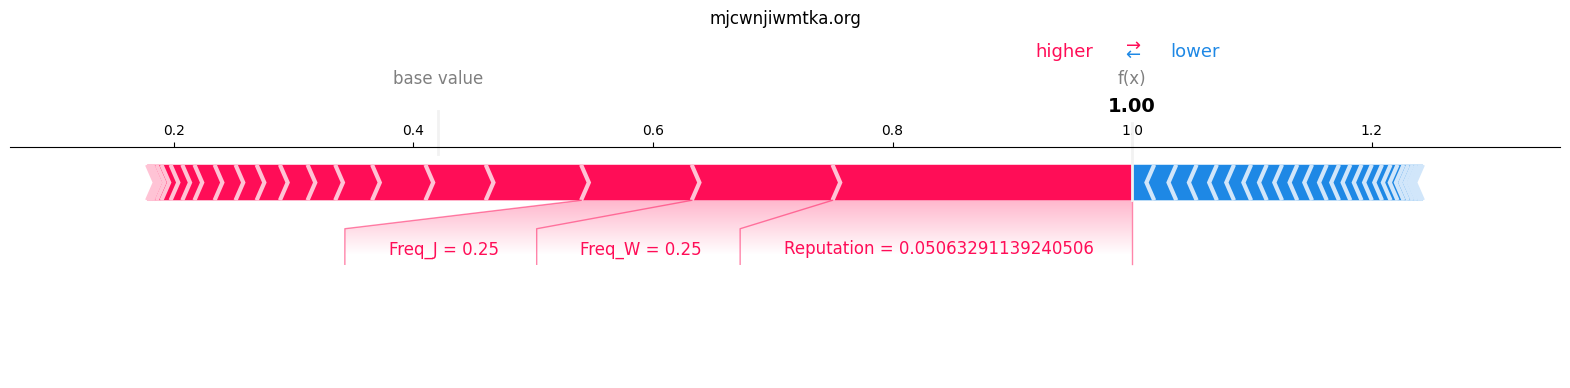 mjcwnjiwmtka.org
higher ⇄ lower
base value f(x)
1.00
0.2 0.4 0.6 0.8 1.0 1.2
Freq_J = 0.25 Freq_W = 0.25 Reputation = 0.05063291139240506